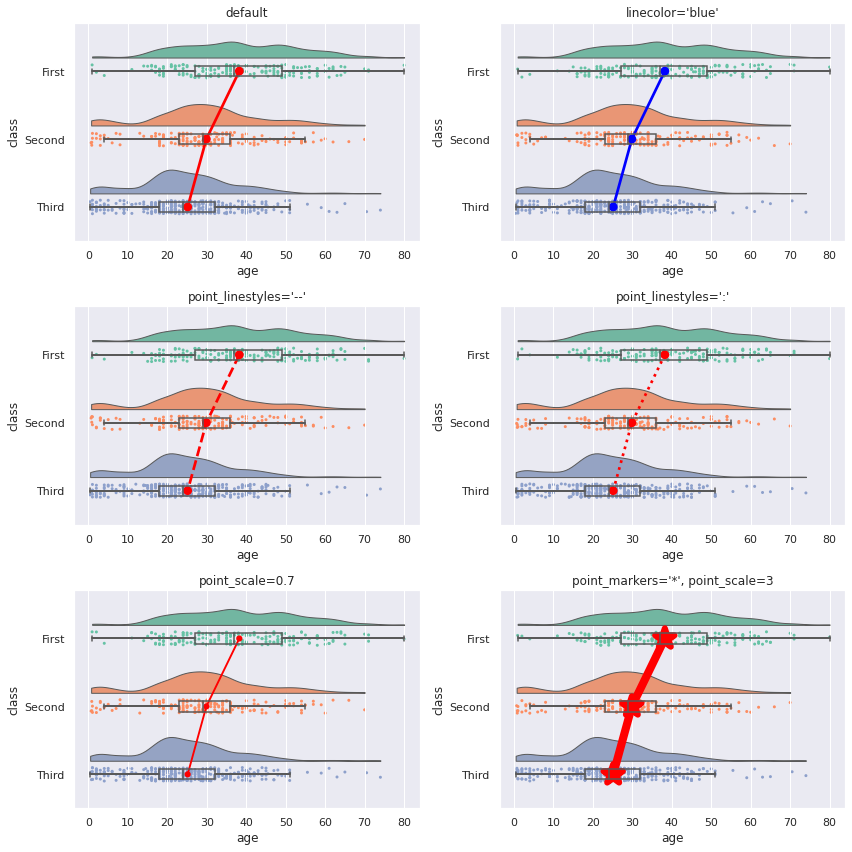 default
linecolor='blue'
First
Second
Third
class
0 10 20 30 40 50 60 70 80
age
First
Second
Third
class
0 10 20 30 40 50 60 70 80
age
point_linestyles='--'
point_linestyles=':'
First
Second
Third
class
0 10 20 30 40 50 60 70 80
age
First
Second
Third
class
0 10 20 30 40 50 60 70 80
age
point_scale=0.7
point_markers='*', point_scale=3
First
Second
Third
class
0 10 20 30 40 50 60 70 80
age
First
Second
Third
class
0 10 20 30 40 50 60 70 80
age